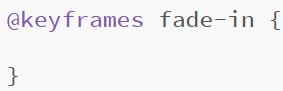 @keyframes fade-in {
}